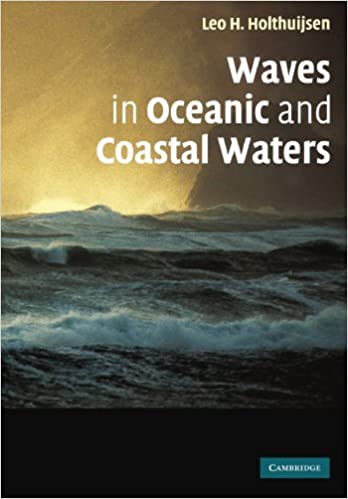 Leo H. Holthuijsen
Waves
in Oceanic and
Coastal Waters
CAMBRIDGE